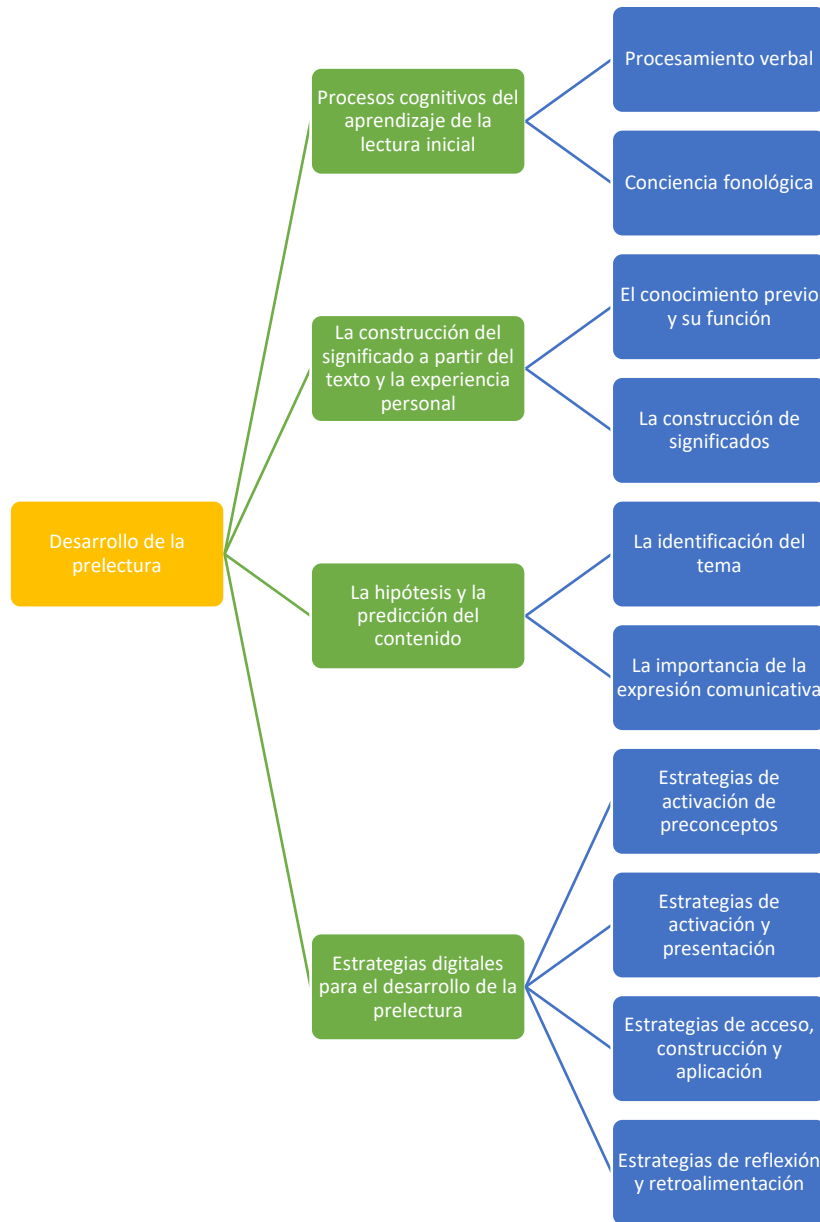 Desarrollo de la
prelectura
Procesos cognitivos del
aprendizaje de la
lectura inicial
Procesamiento verbal
Conciencia fonológica
La construcción del
significado a partir del
texto y la experiencia
personal
El conocimiento previo
y su función
La construcción de
significados
La hipótesis y la
predicción del
contenido
La identificación del
tema
La importancia de la
expresión comunicativa
Estrategias digitales
para el desarrollo de la
prelectura
Estrategias de
activación de
preconceptos
Estrategias de
activación y
presentación
Estrategias de acceso,
construcción y
aplicación
Estrategias de reflexión
y retroalimentación